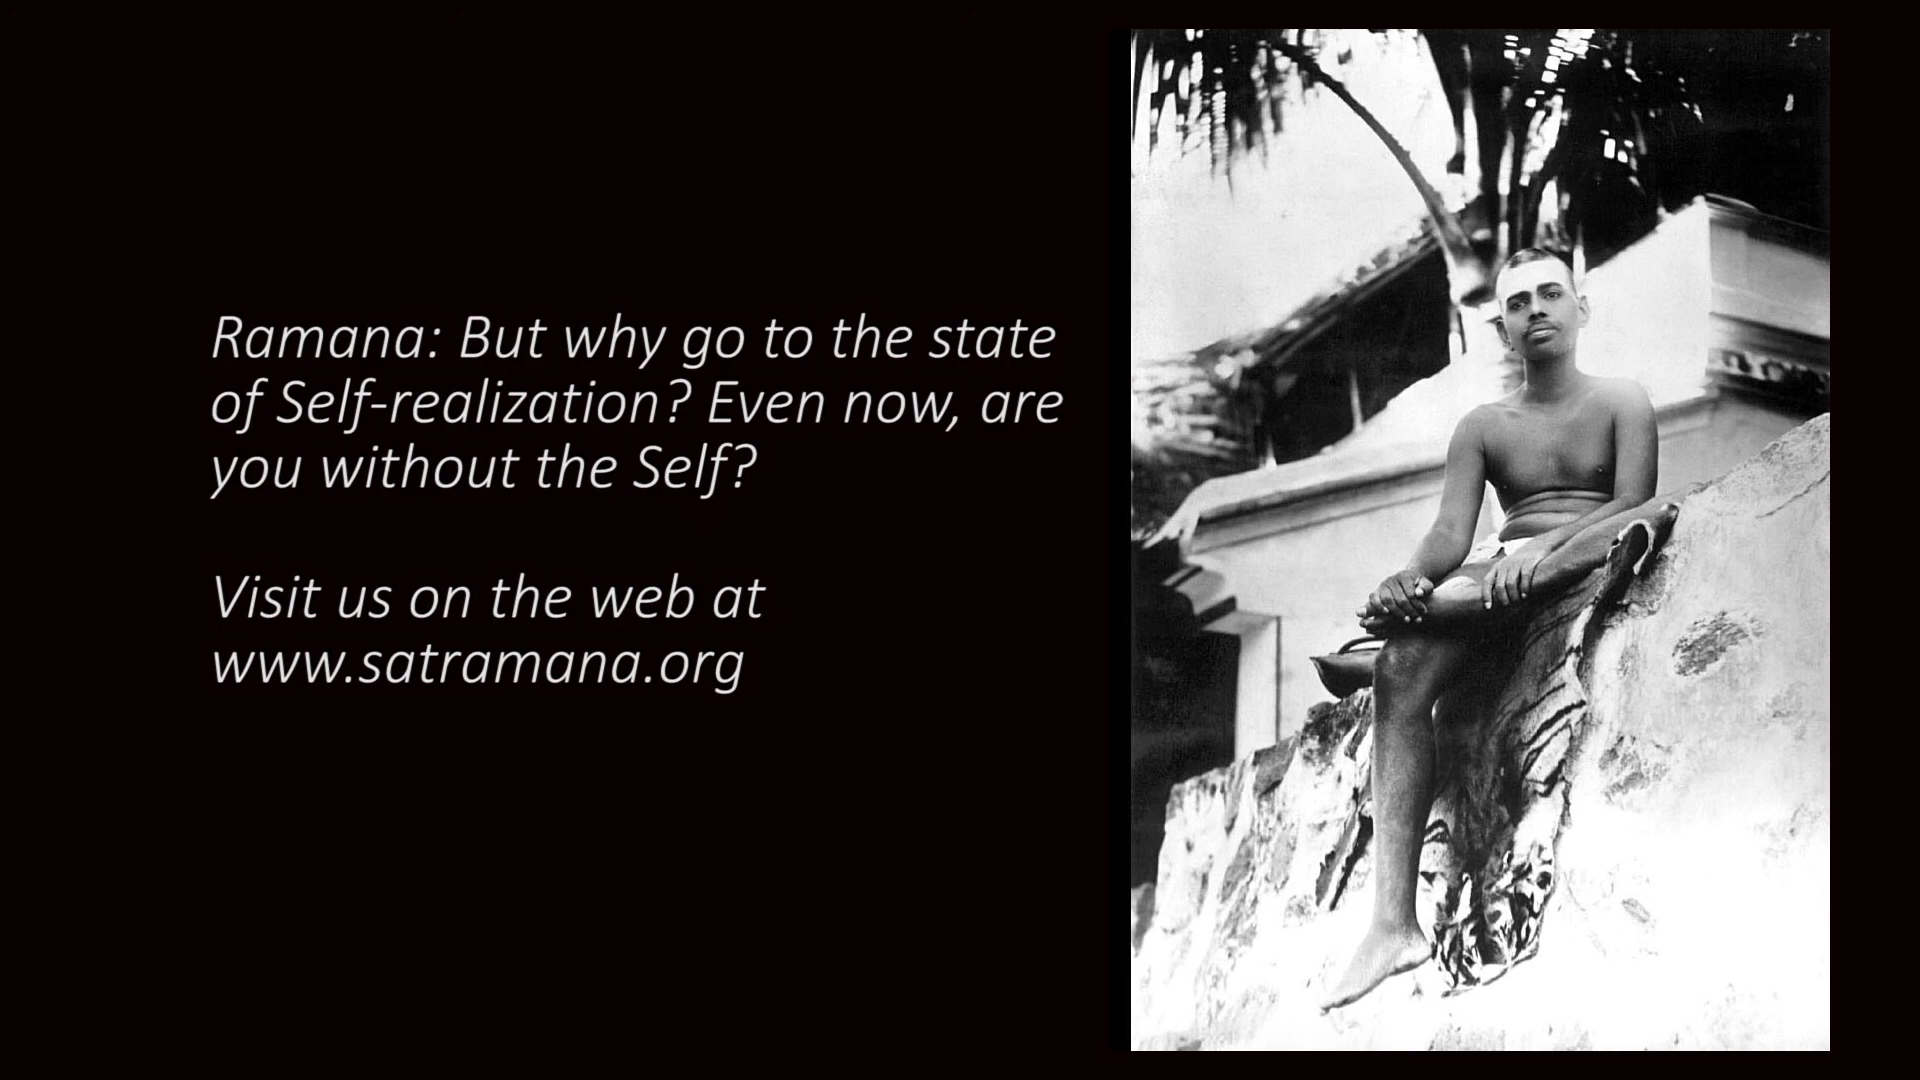 Ramana: But why go to the state
of Self-realization? Even now, are
you without the Self?
Visit us on the web at
www.satramana.org